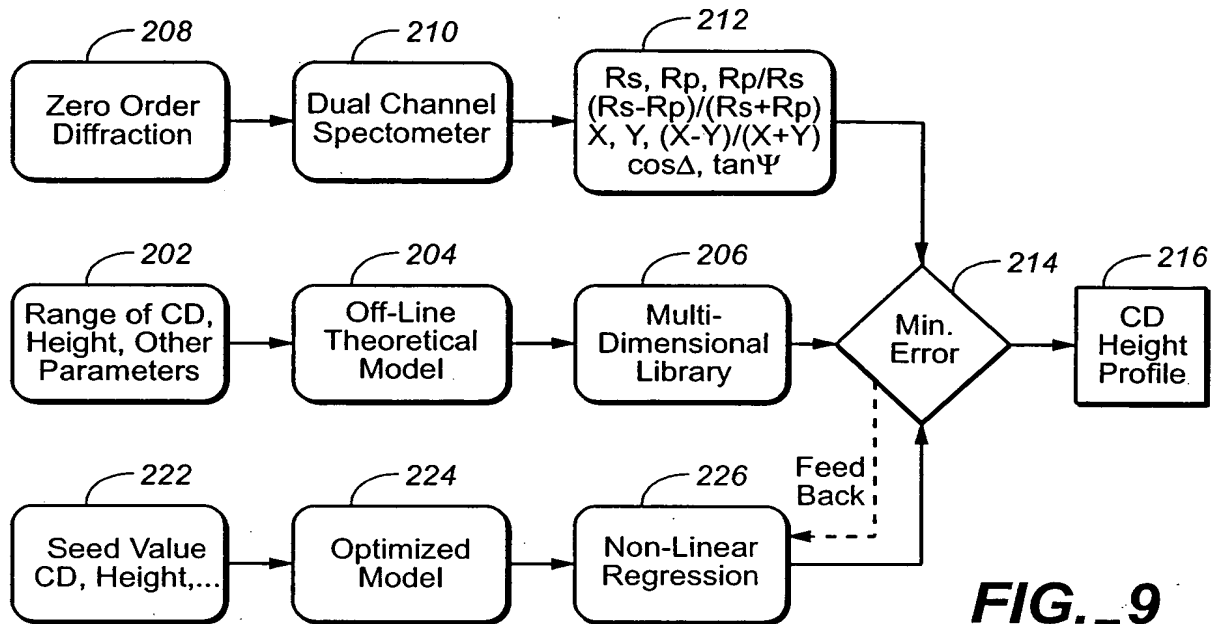 208
Zero Order
Diffraction
210
Dual Channel
Spectometer
212
Rs, Rp, Rp/Rs
(Rs-Rp)/(Rs+Rp)
X, Y, (X-Y)/(X+Y)
cosΔ, tanΨ
202
Range of CD,
Height, Other
Parameters
204
Off-Line
Theoretical
Model
206
Multi-
Dimensional
Library
214
Min.
Error
216
CD
Height
Profile
222
Seed Value
CD, Height,...
224
Optimized
Model
226
Non-Linear
Regression
Feed
Back
FIG._9